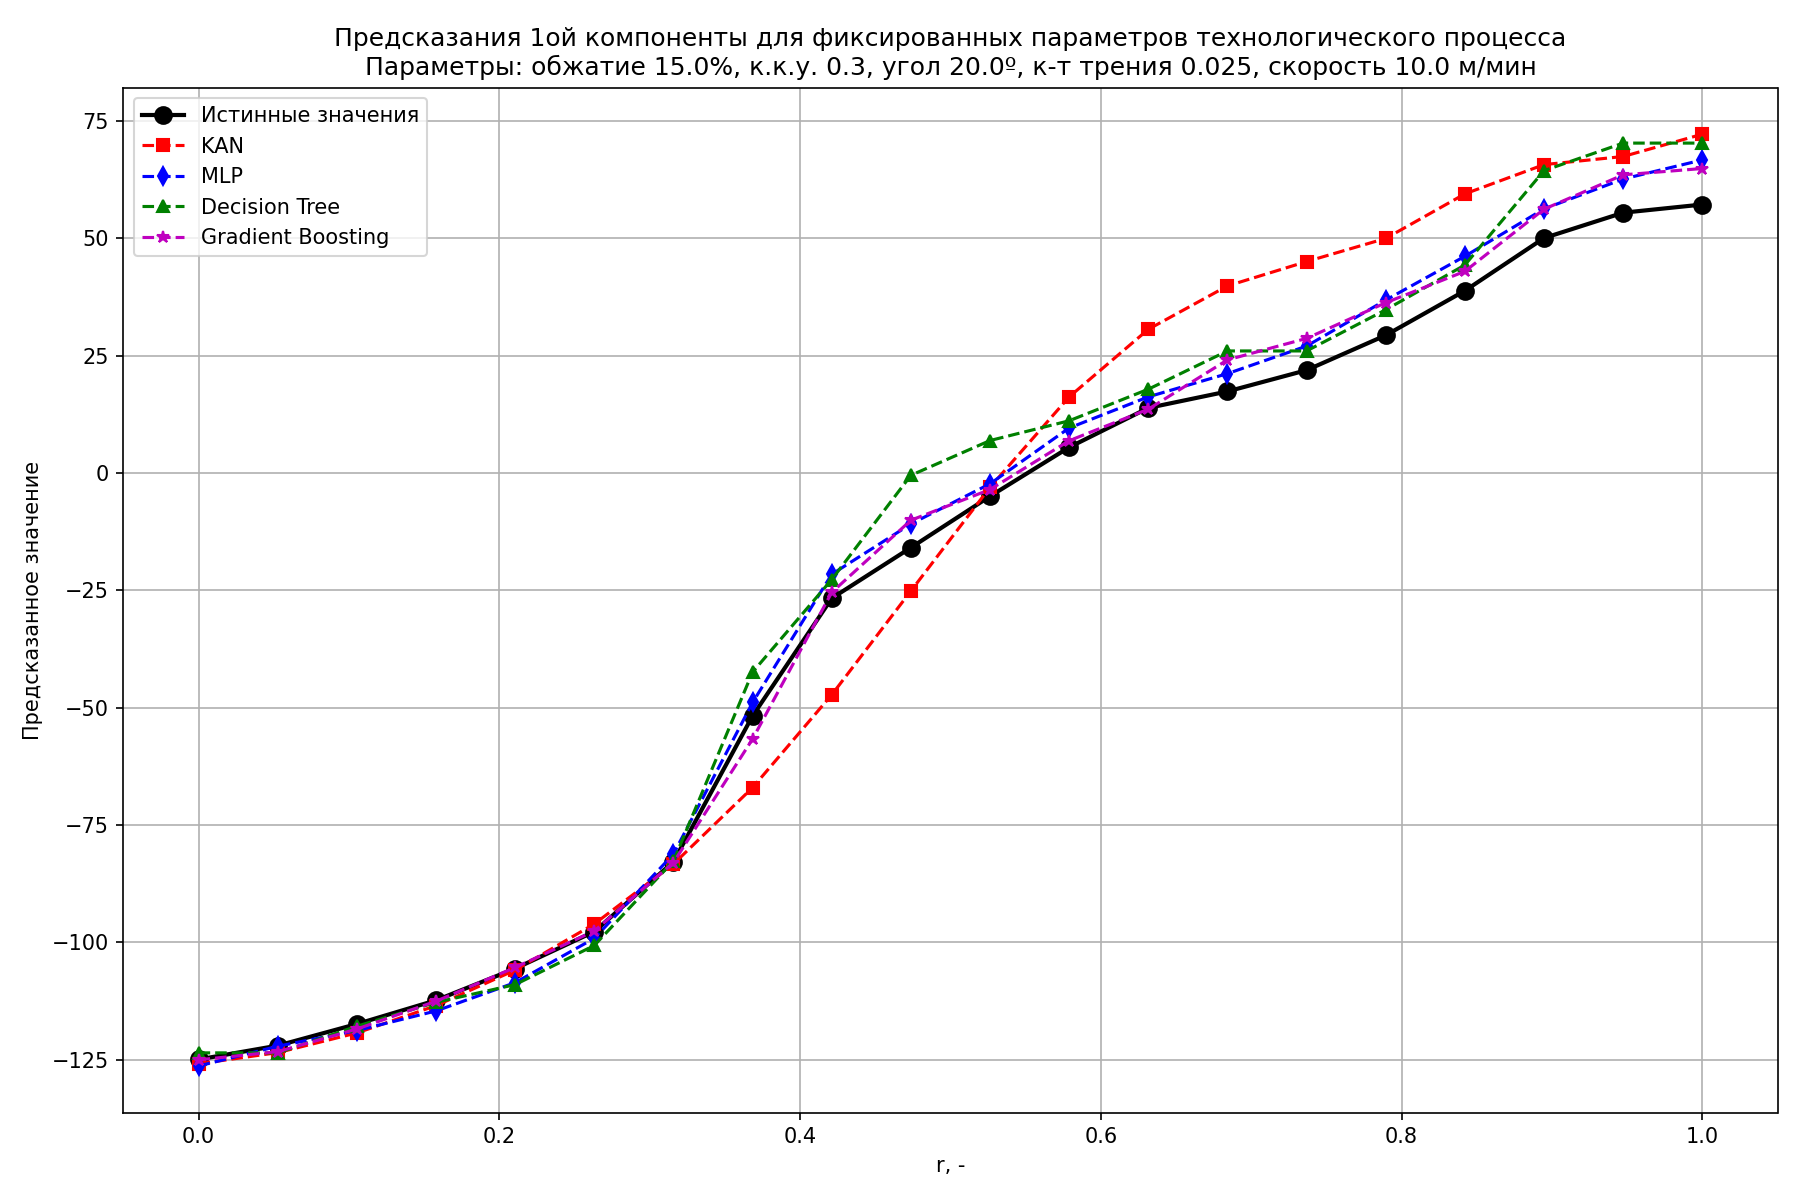 Предсказания 1ой компоненты для фиксированных параметров технологического процесса
Параметры: обжатие 15.0%, к.к.у. 0.3, угол 20.0º, к-т трения 0.025, скорость 10.0 м/мин
Истинные значения
KAN
MLP
Decision Tree
Gradient Boosting
Предсказанное значение
75
50
25
0
−25
−50
−75
−100
−125
0.0
0.2
0.4
0.6
0.8
1.0
r, -